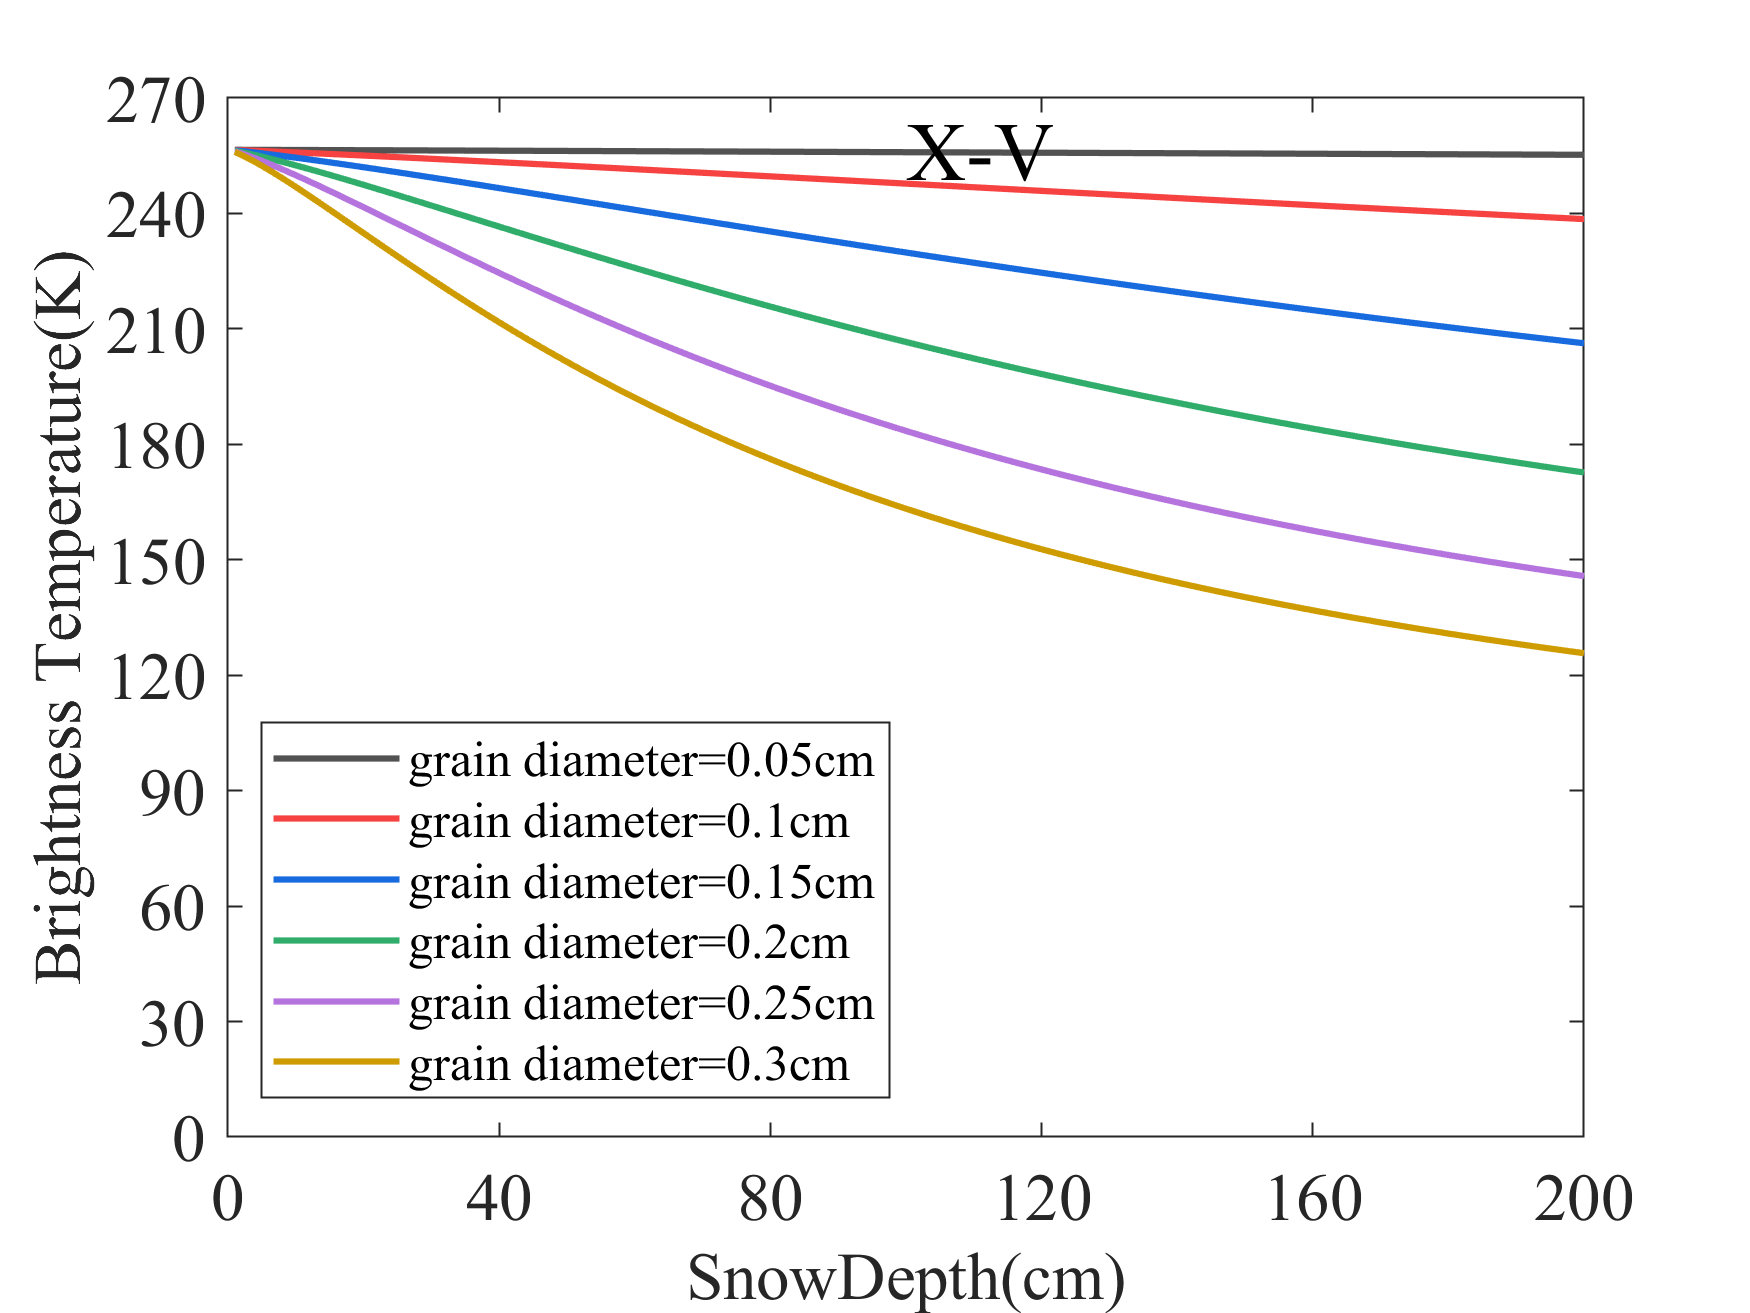 X-V
270
240
210
180
150
120
90
60
30
0
Brightness Temperature(K)
grain diameter=0.05cm
grain diameter=0.1cm
grain diameter=0.15cm
grain diameter=0.2cm
grain diameter=0.25cm
grain diameter=0.3cm
0 40 80 120 160 200
SnowDepth(cm)